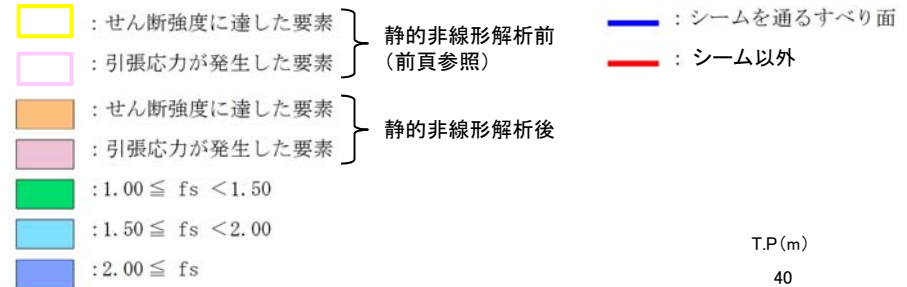 ：せん断強度に達した要素
：引張応力が発生した要素
静的非線形解析前
（前頁参照）
：せん断強度に達した要素
：引張応力が発生した要素
静的非線形解析後
：1.00≦ fs ＜1.50
：1.50≦ fs ＜2.00
：2.00≦ fs
：シームを通るすべり面
：シーム以外
T.P（m）
40